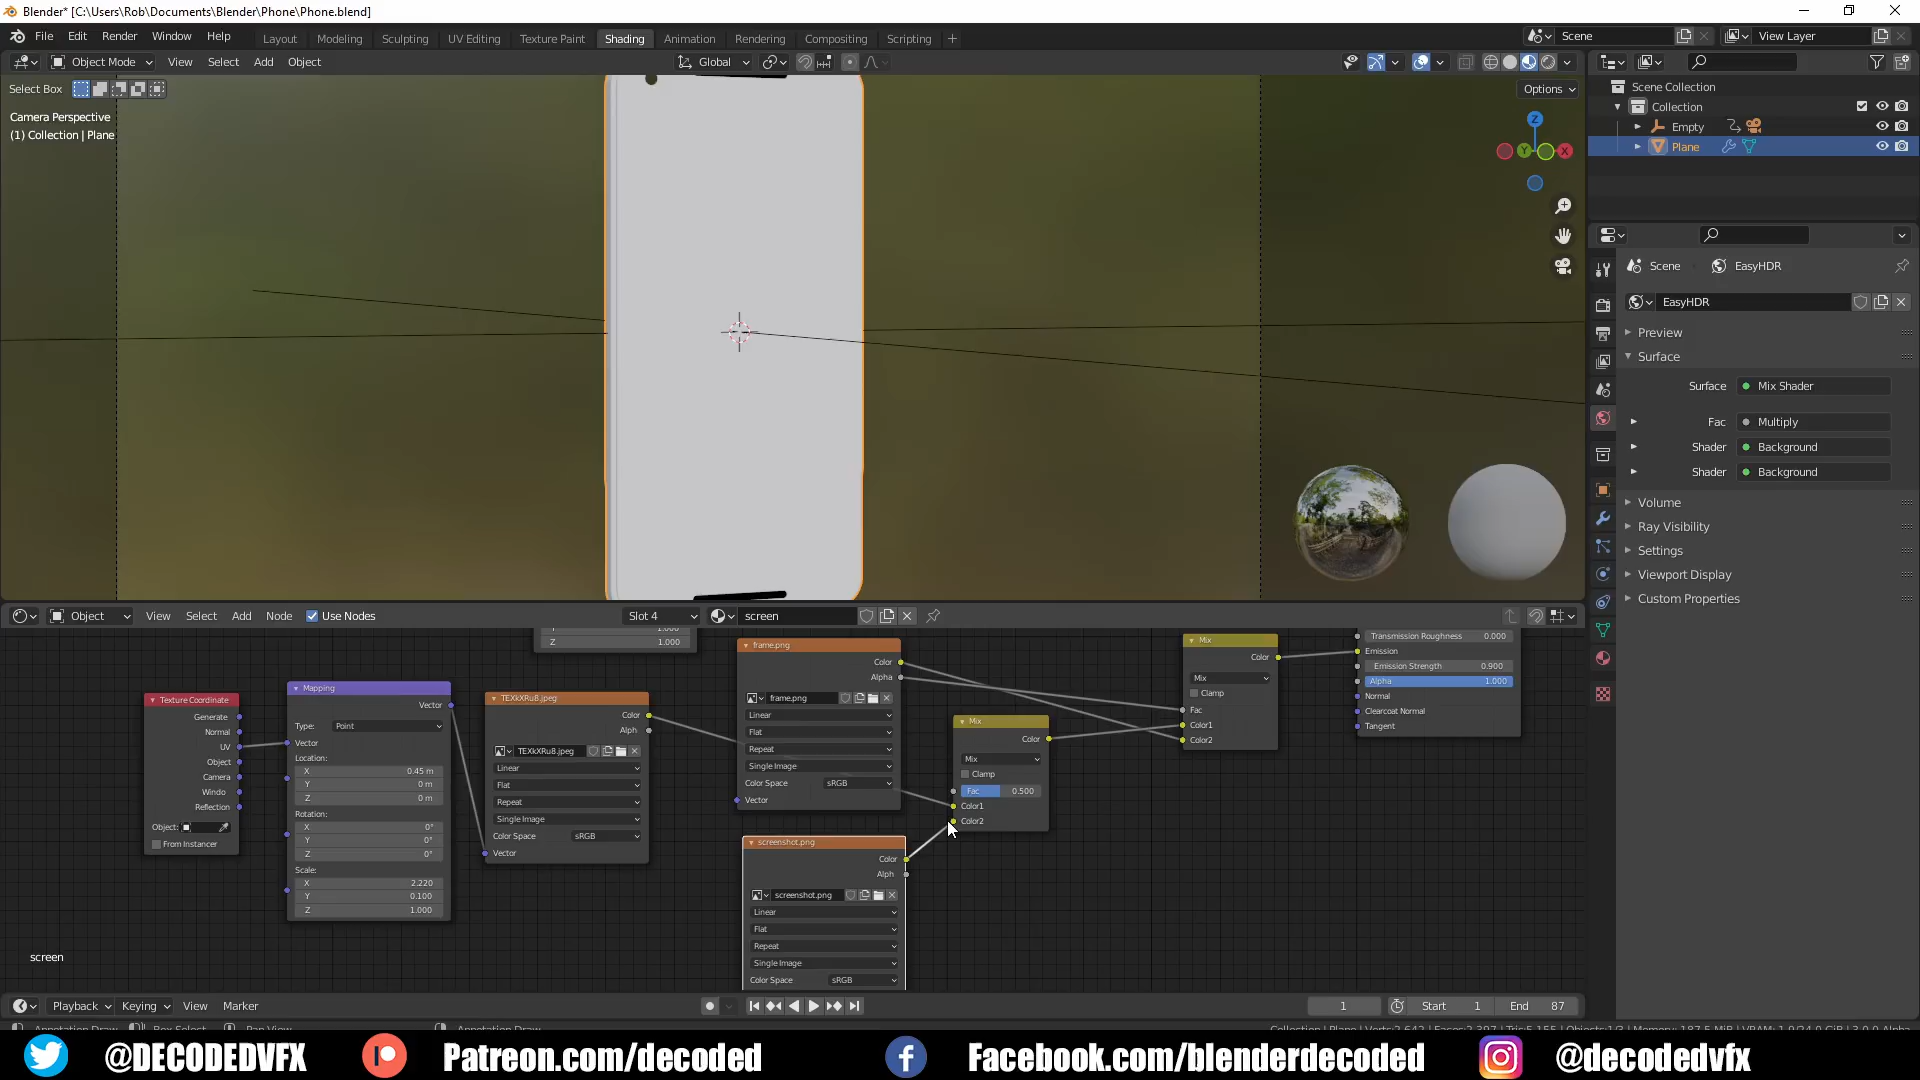 Blender* [C:\Users\Rob\Documents\Blender\Phone\Phone.blend]
File Edit Render Window Help Layout Modeling Sculpting UV Editing Texture Paint Shading Animation Rendering Compositing Scripting + Scene View Layer
Object Mode View Select Add Object Global
Select Box Options
Camera Perspective
(1) Collection | Plane
Z
Y
X
Scene Collection
Collection
Empty
Plane
Scene EasyHDR
EasyHDR
Preview
Surface
Surface Mix Shader
Fac Multiply
Shader Background
Shader Background
Volume
Ray Visibility
Settings
Viewport Display
Custom Properties
Object View Select Add Node Use Nodes Slot 4 screen
Z 1.000
Texture Coordinate
Generate
Normal
UV
Object
Camera
Windo
Reflection
Object:
From Instancer
Mapping
Vector
Type: Point
Vector
Location:
X 0.45 m
Y 0 m
Z 0 m
Rotation:
X 0°
Y 0°
Z 0°
Scale:
X 2.220
Y 0.100
Z 1.000
TEXkXRu8.jpeg
Color
Alph
TEXkXRu8.jpeg
Linear
Flat
Repeat
Single Image
Color Space sRGB
Vector
frame.png
Color
Alpha
frame.png
Linear
Flat
Repeat
Single Image
Color Space sRGB
Vector
screenshot.png
Color
Alph
screenshot.png
Linear
Flat
Repeat
Single Image
Color Space sRGB
Mix
Color
Mix
Clamp
Fac 0.500
Color1
Color2
Mix
Color
Mix
Clamp
Fac
Color1
Color2
Transmission Roughness 0.000
Emission
Emission Strength 0.900
Alpha 1.000
Normal
Clearcoat Normal
Tangent
screen
Playback Keying View Marker 1 Start 1 End 87
@DECODEDVFX Patreon.com/decoded Facebook.com/blenderdecoded @decodedvfx